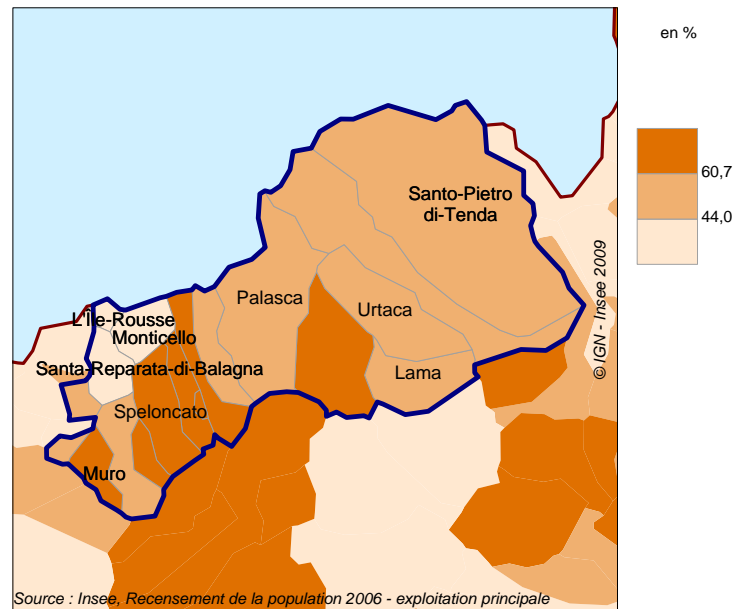 en %
60,7
44,0
Santo-Pietro
di-Tenda
Palasca
Urtaca
L'Île-Rousse
Monticello
Santa-Reparata-di-Balagna
Lama
Speloncato
Muro
© IGN - Insee 2009
Source : Insee, Recensement de la population 2006 - exploitation principale